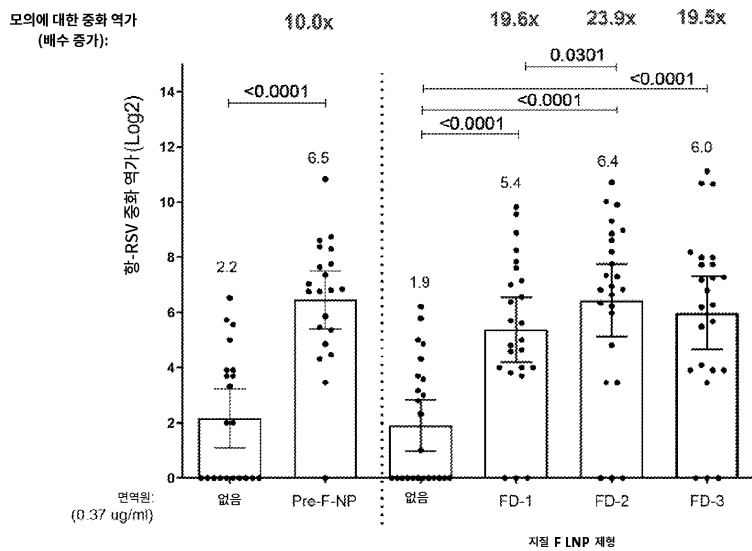 모의에 대한 중화 역가
(배수 증가):
10.0x
19.6x
23.9x
19.5x
항-RSV 중화 역가 (Log2)
14
12
10
8
6
4
2
0
<0.0001
0.0301
<0.0001
<0.0001
<0.0001
2.2
6.5
1.9
5.4
6.4
6.0
면역원:
(0.37 ug/ml)
없음
Pre-F-NP
없음
FD-1
FD-2
FD-3
지질 F LNP 제형